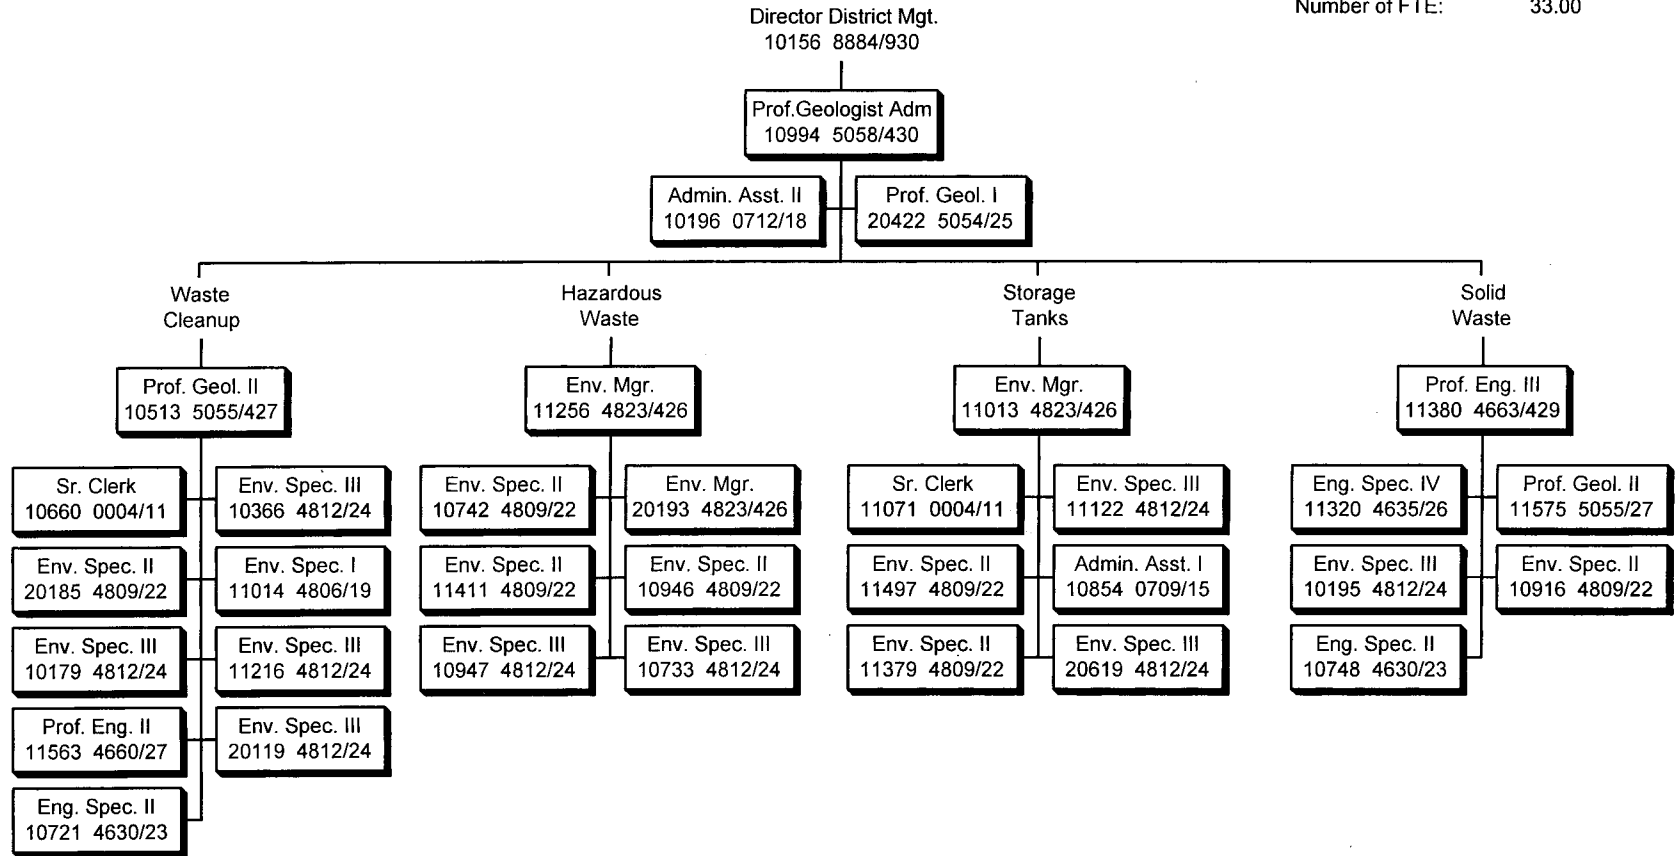 Number of FTE: 33.00
Director District Mgt.
10156 8884/930
Prof.Geologist Adm
10994 5058/430
Admin. Asst. II
10196 0712/18
Prof. Geol. I
20422 5054/25
Waste
Cleanup
Prof. Geol. II
10513 5055/427
Sr. Clerk
10660 0004/11
Env. Spec. III
10366 4812/24
Env. Spec. II
20185 4809/22
Env. Spec. I
11014 4806/19
Env. Spec. III
10179 4812/24
Env. Spec. III
11216 4812/24
Prof. Eng. II
11563 4660/27
Env. Spec. III
20119 4812/24
Eng. Spec. II
10721 4630/23
Hazardous
Waste
Env. Mgr.
11256 4823/426
Env. Spec. II
10742 4809/22
Env. Mgr.
20193 4823/426
Env. Spec. II
11411 4809/22
Env. Spec. II
10946 4809/22
Env. Spec. III
10947 4812/24
Env. Spec. III
10733 4812/24
Storage
Tanks
Env. Mgr.
11013 4823/426
Sr. Clerk
11071 0004/11
Env. Spec. III
11122 4812/24
Env. Spec. II
11497 4809/22
Admin. Asst. I
10854 0709/15
Env. Spec. II
11379 4809/22
Env. Spec. III
20619 4812/24
Solid
Waste
Prof. Eng. III
11380 4663/429
Eng. Spec. IV
11320 4635/26
Prof. Geol. II
11575 5055/27
Env. Spec. III
10195 4812/24
Env. Spec. II
10916 4809/22
Eng. Spec. II
10748 4630/23